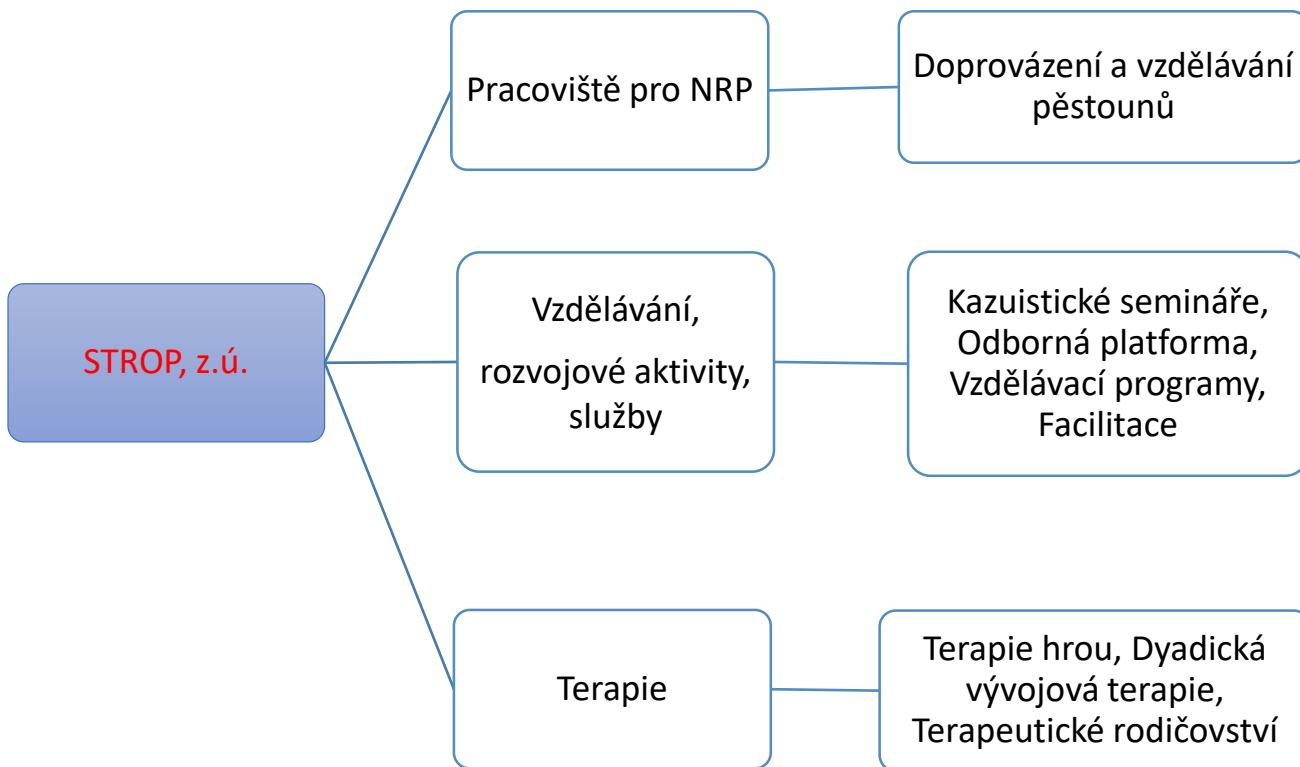 STROP, z.ú.
Pracoviště pro NRP
Doprovázení a vzdělávání
pěstounů
Vzdělávání,
rozvojové aktivity,
služby
Kazuistické semináře,
Odborná platforma,
Vzdělávací programy,
Facilitace
Terapie
Terapie hrou, Dyadická
vývojová terapie,
Terapeutické rodičovství